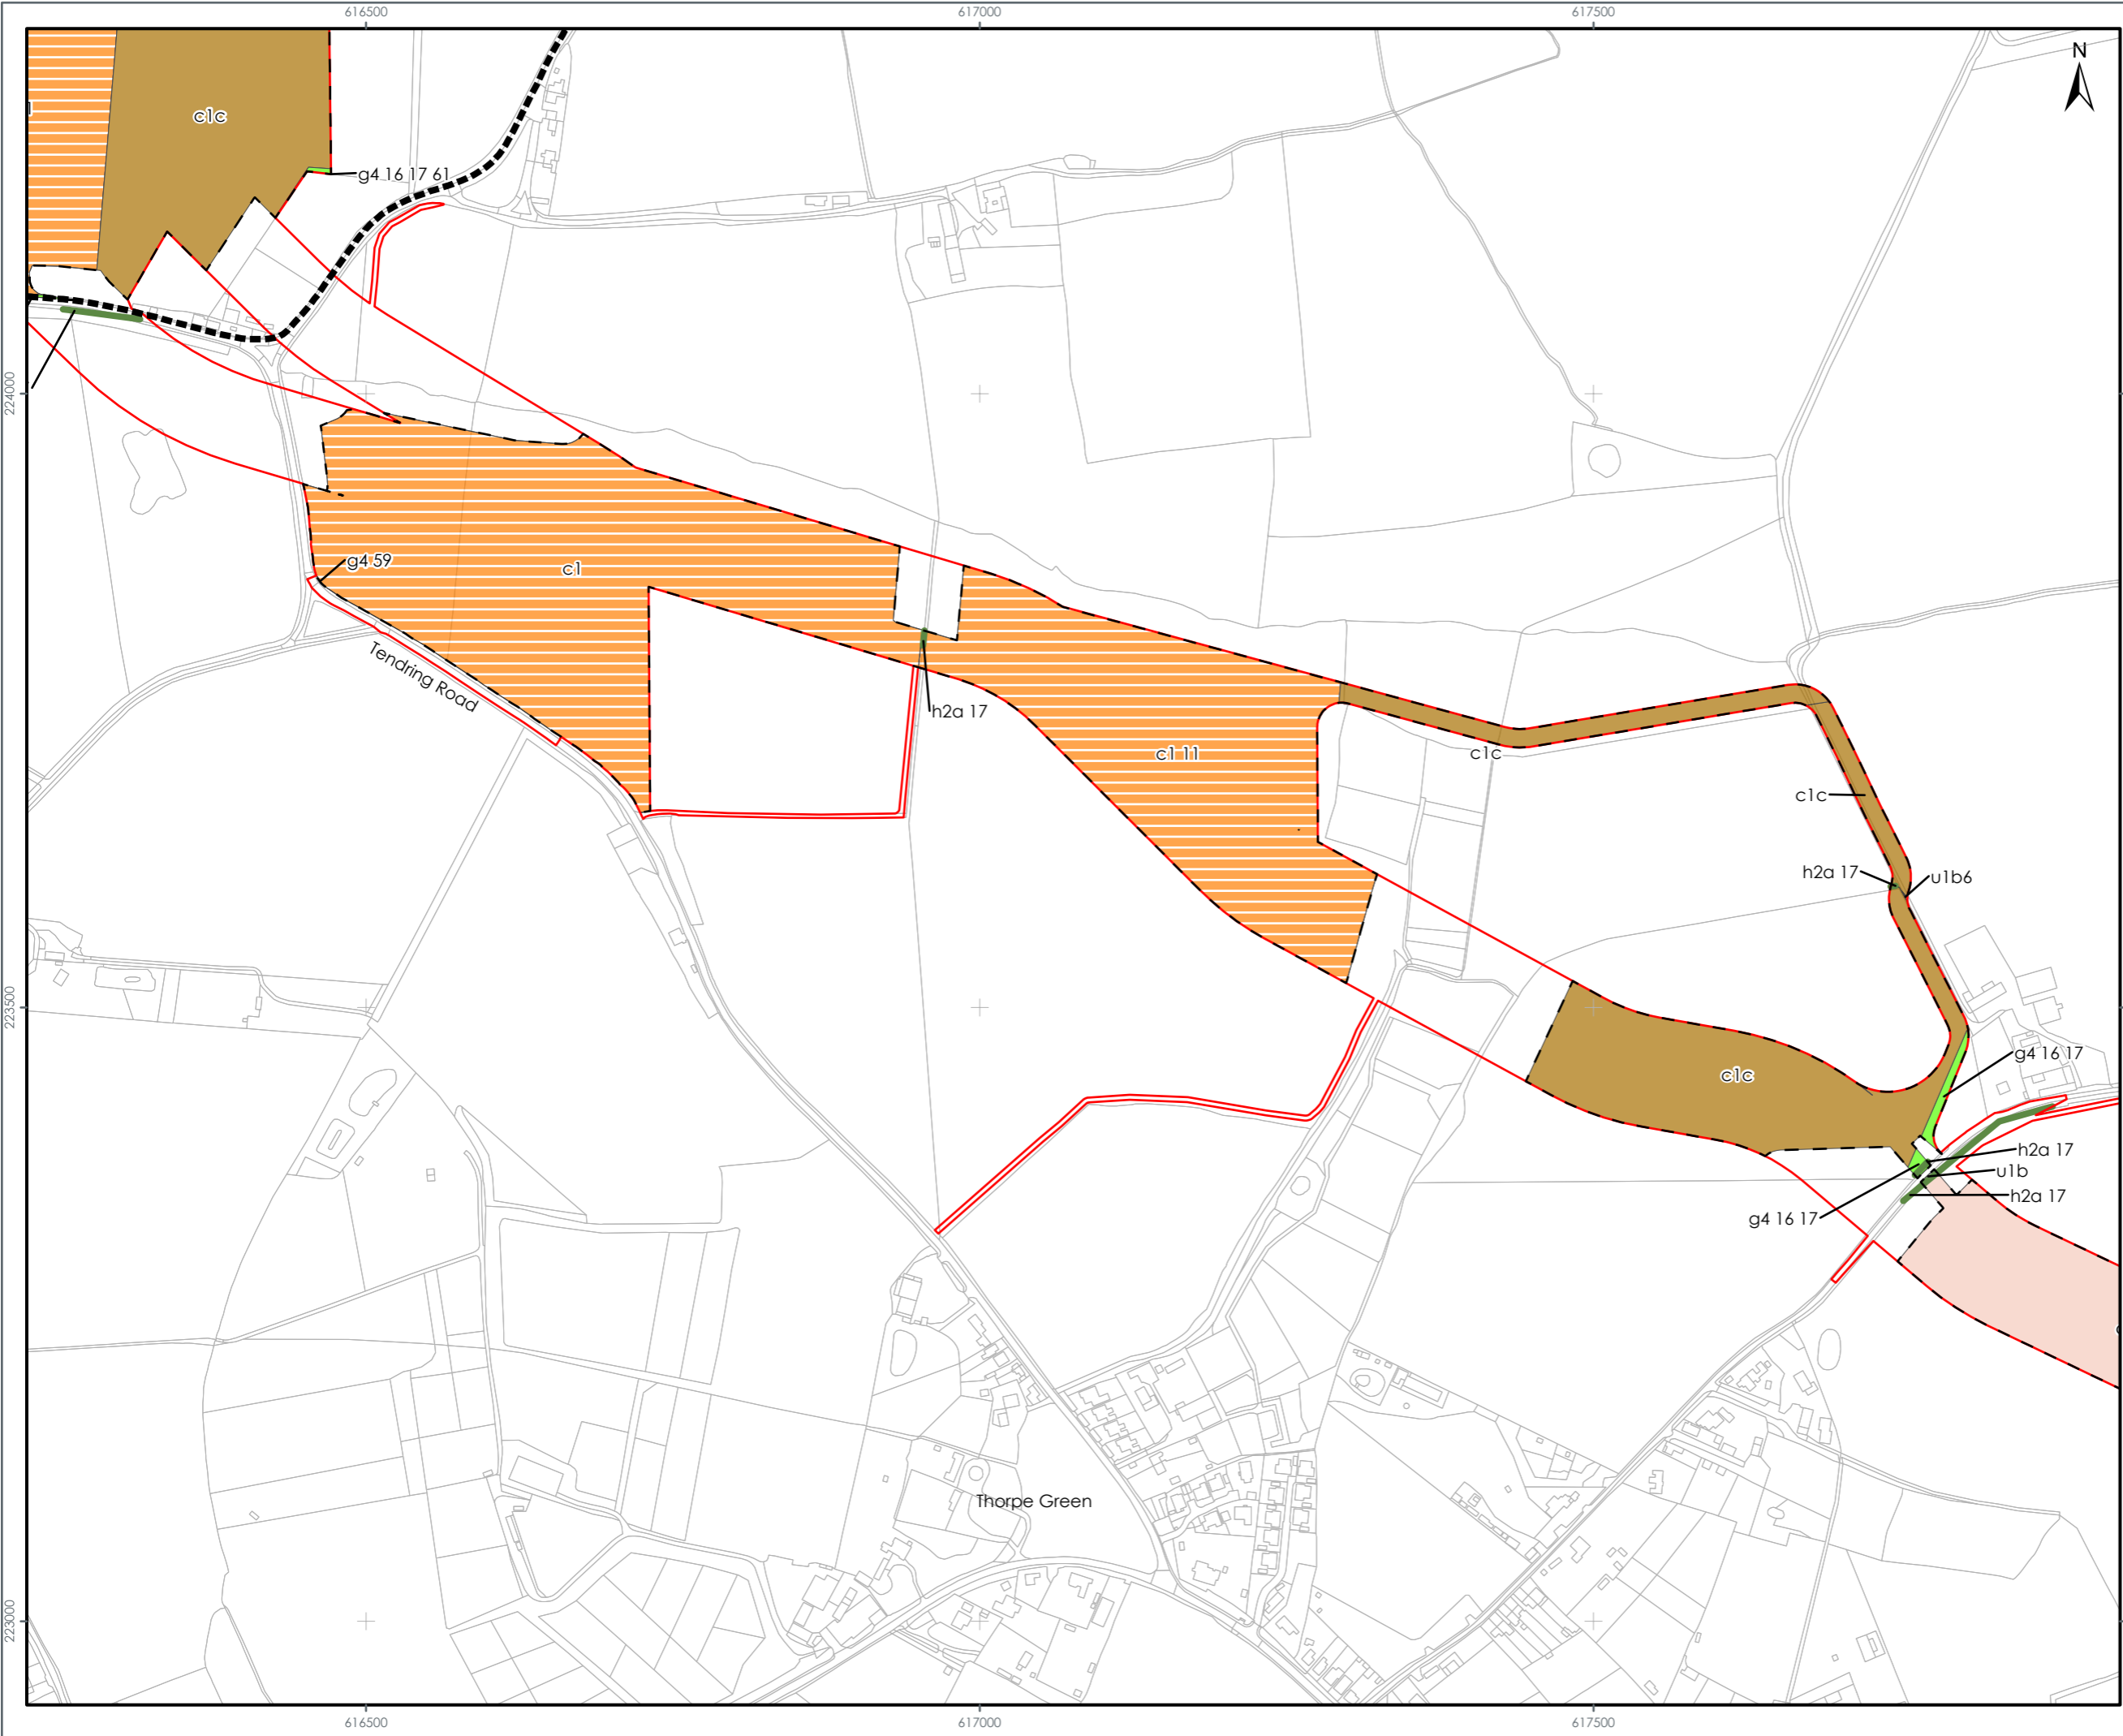 616500
617000
617500
N
c1c
g4 16 17 61
224000
g4 59
c1
Tendring Road
h2a 17
c1 11
c1c
c1c
h2a 17
u1b6
223500
g4 16 17
c1c
h2a 17
u1b
h2a 17
g4 16 17
Thorpe Green
223000
616500
617000
617500